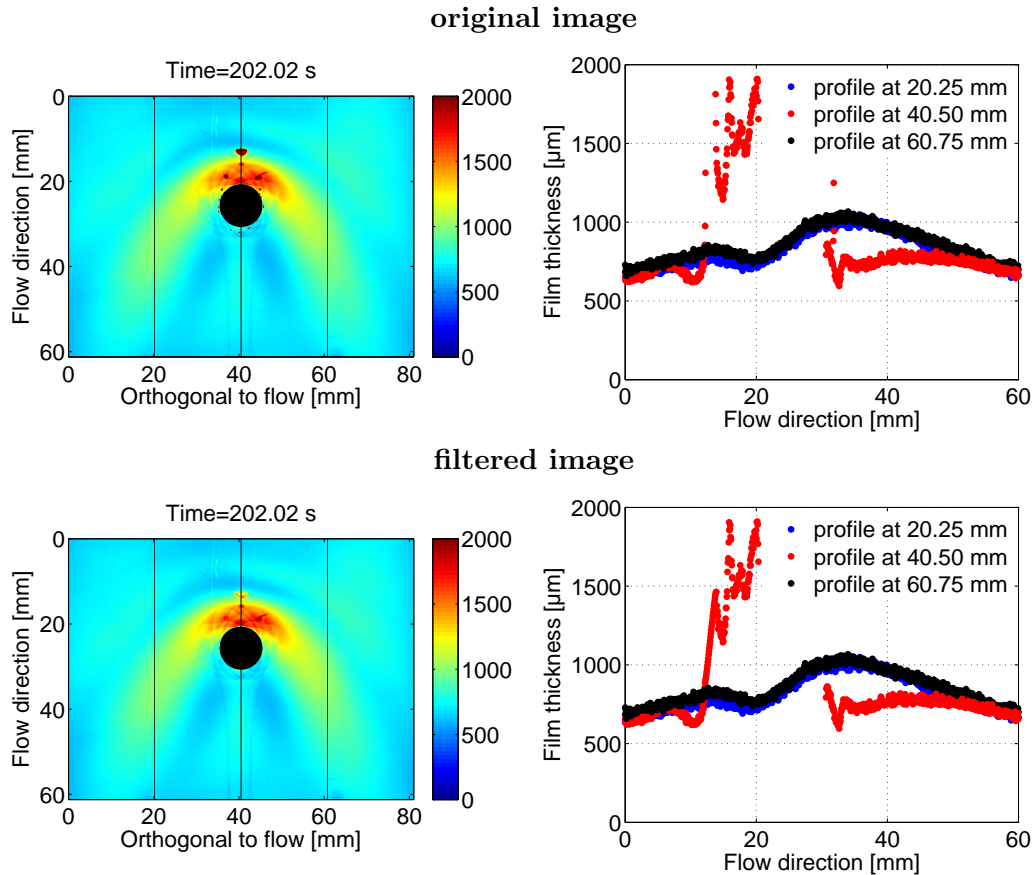 original image
Time=202.02 s
0
20
40
60
Flow direction [mm]
0 20 40 60 80
Orthogonal to flow [mm]
2000
1500
1000
500
0
2000
1500
1000
500
0
Film thickness [µm]
profile at 20.25 mm
profile at 40.50 mm
profile at 60.75 mm
0 20 40 60
Flow direction [mm]
filtered image
Time=202.02 s
0
20
40
60
Flow direction [mm]
0 20 40 60 80
Orthogonal to flow [mm]
2000
1500
1000
500
0
2000
1500
1000
500
0
Film thickness [µm]
profile at 20.25 mm
profile at 40.50 mm
profile at 60.75 mm
0 20 40 60
Flow direction [mm]